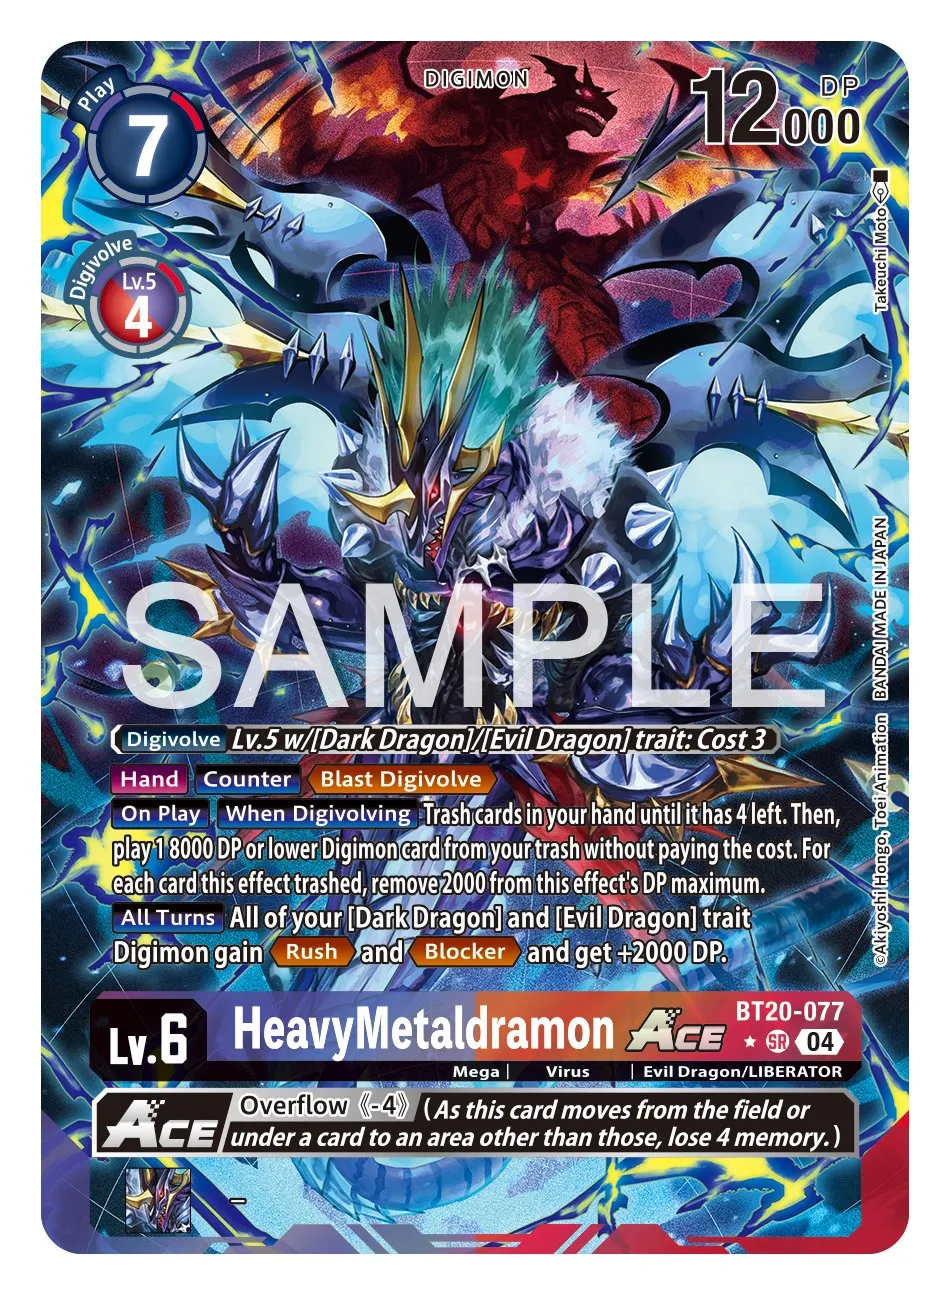 DIGIMON
Play
7
12000
DP
Digivolve
Lv.5
4
Takeuchi Moto
SAMPLE
BANDAI MADE IN JAPAN
©Akiyoshi Hongo, Toei Animation
Digivolve Lv.5 w/[Dark Dragon]/[Evil Dragon] trait: Cost 3
Hand Counter Blast Digivolve
On Play When Digivolving Trash cards in your hand until it has 4 left. Then,
play 1 8000 DP or lower Digimon card from your trash without paying the cost. For
each card this effect trashed, remove 2000 from this effect's DP maximum.
All Turns All of your [Dark Dragon] and [Evil Dragon] trait
Digimon gain Rush and Blocker and get +2000 DP.
Lv.6 HeavyMetaldramon ACE
BT20-077
SR 04
Mega | Virus | Evil Dragon/LIBERATOR
ACE Overflow《-4》(As this card moves from the field or
under a card to an area other than those, lose 4 memory.)
–